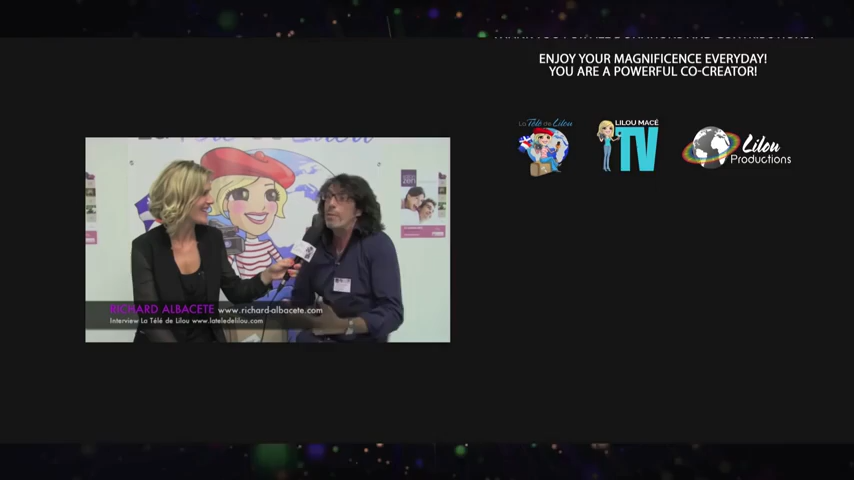 ENJOY YOUR MAGNIFICENCE EVERYDAY!
YOU ARE A POWERFUL CO-CREATOR!
La Télé de Lilou
LILOU MACÉ
TV
Lilou
Productions
zen
RICHARD ALBACETE www.richard-albacete.com
Interview La Télé de Lilou www.lateledelilou.com